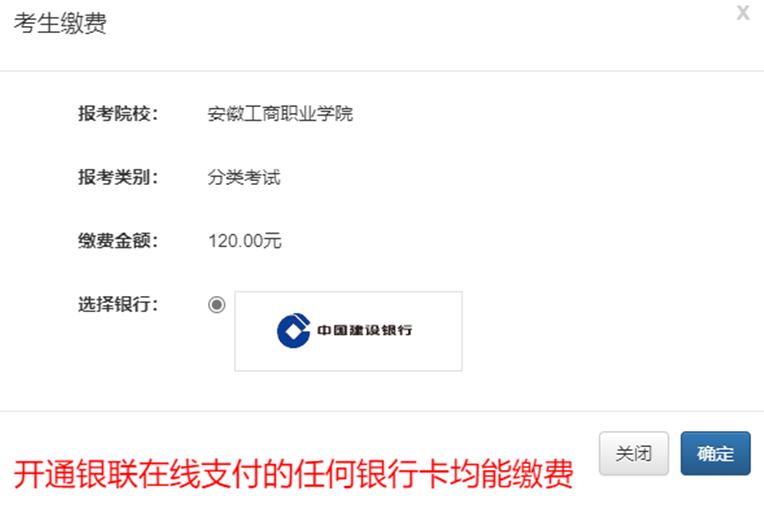 考生缴费
X
报考院校： 安徽工商职业学院
报考类别： 分类考试
缴费金额： 120.00元
选择银行： 中国建设银行
关闭 确定
开通银联在线支付的任何银行卡均能缴费